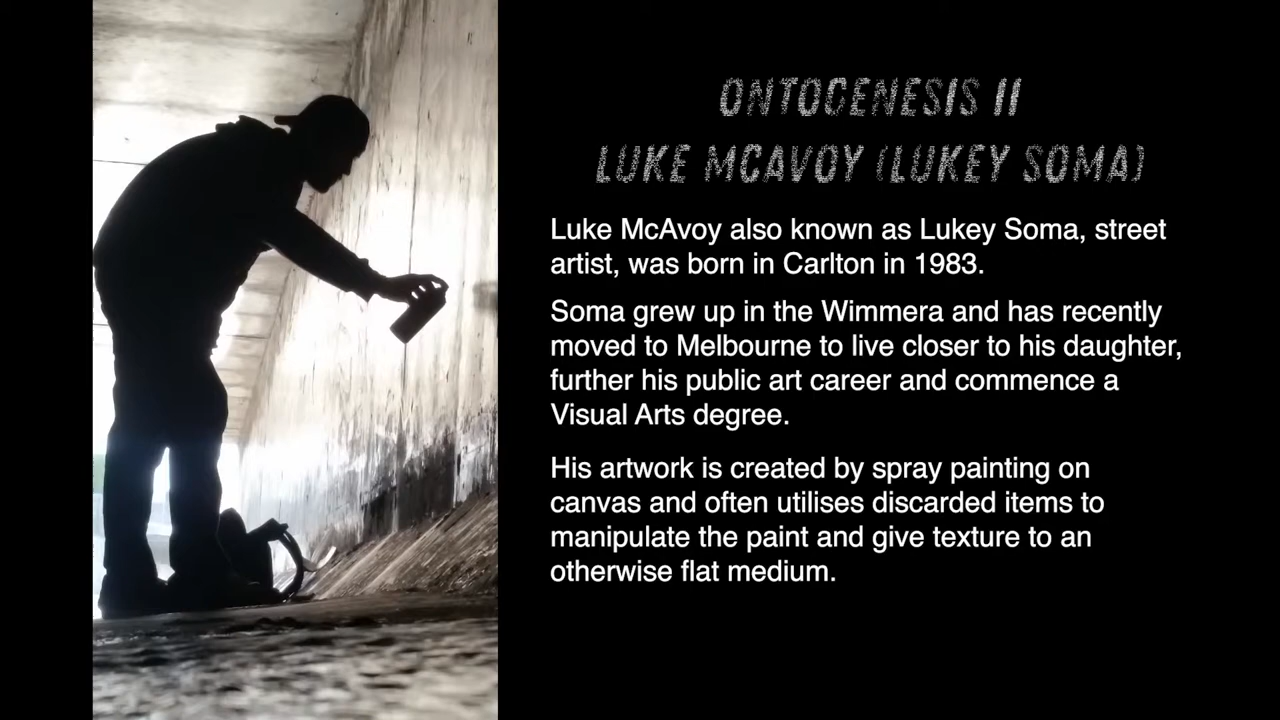 ONTOGENESIS II
LUKE MCAVOY (LUKEY SOMA)
Luke McAvoy also known as Lukey Soma, street
artist, was born in Carlton in 1983.
Soma grew up in the Wimmera and has recently
moved to Melbourne to live closer to his daughter,
further his public art career and commence a
Visual Arts degree.
His artwork is created by spray painting on
canvas and often utilises discarded items to
manipulate the paint and give texture to an
otherwise flat medium.